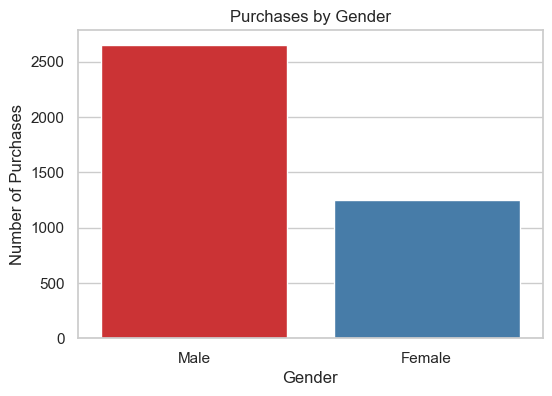 Purchases by Gender
Number of Purchases
2500
2000
1500
1000
500
0
Male Female
Gender